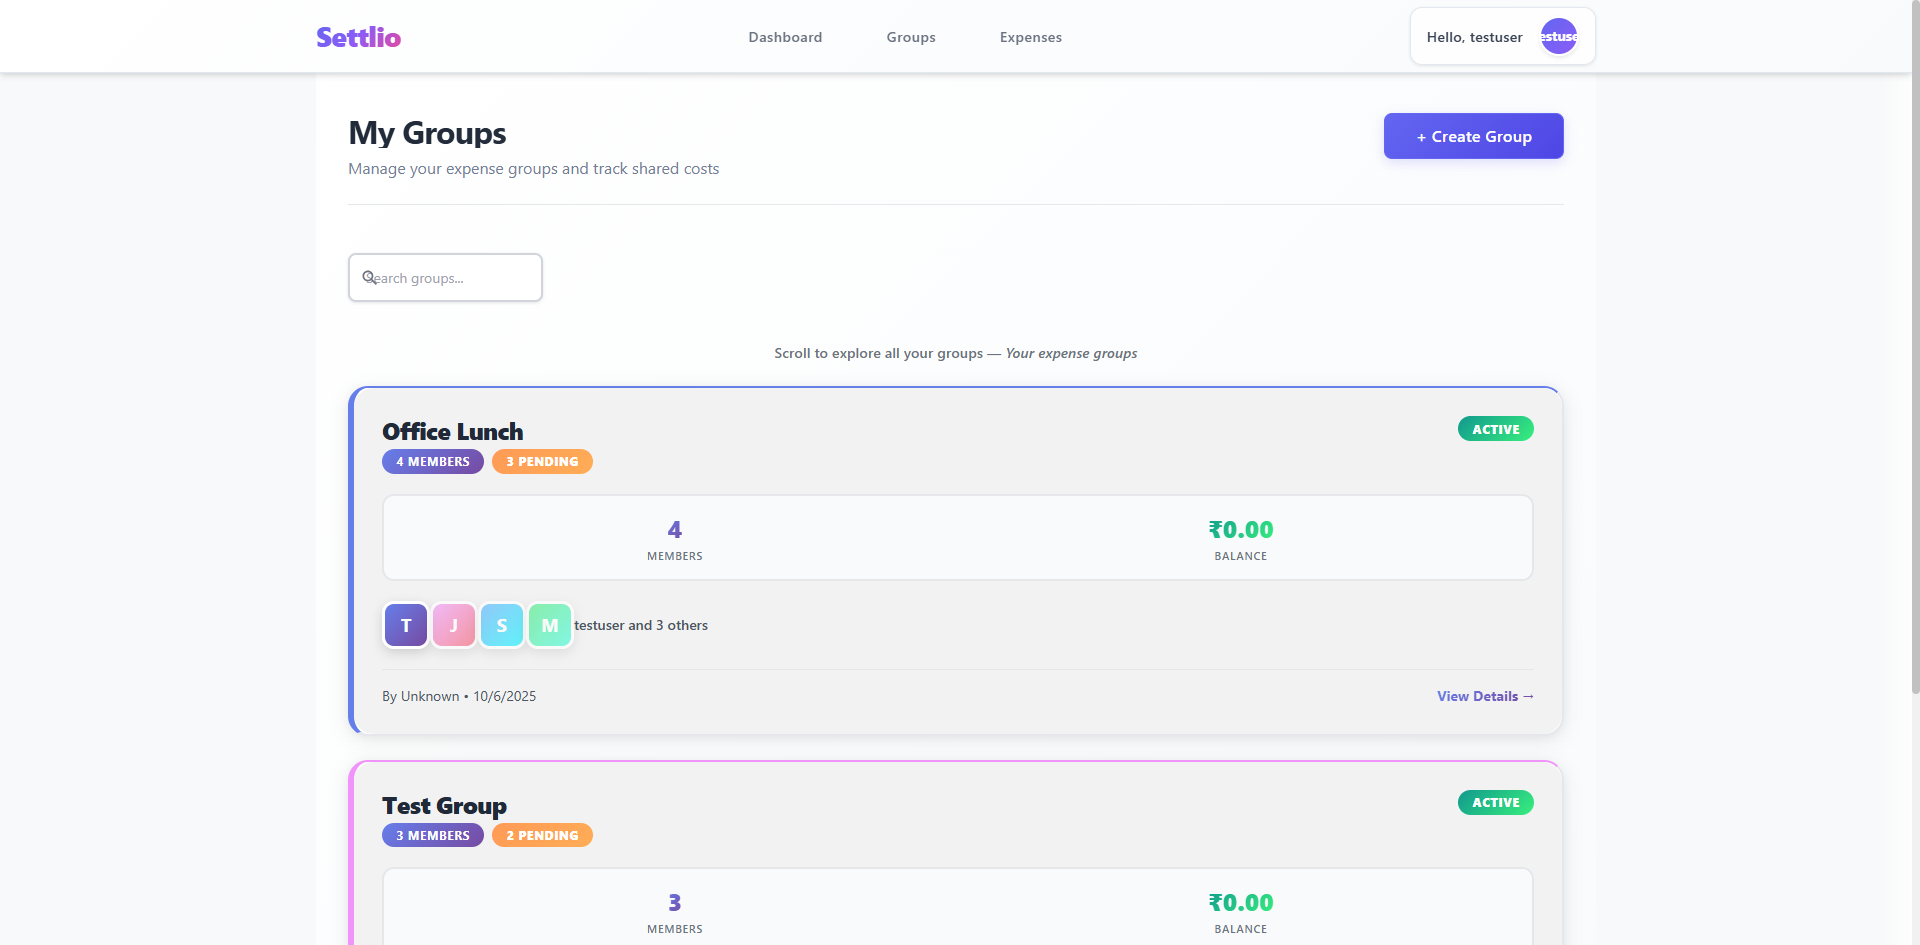 Settlio
Dashboard Groups Expenses
Hello, testuser
My Groups
+ Create Group
Manage your expense groups and track shared costs
Search groups...
Scroll to explore all your groups — Your expense groups
Office Lunch
ACTIVE
4 MEMBERS 3 PENDING
4 ₹0.00
MEMBERS BALANCE
T J S M testuser and 3 others
By Unknown • 10/6/2025 View Details →
Test Group
ACTIVE
3 MEMBERS 2 PENDING
3 ₹0.00
MEMBERS BALANCE